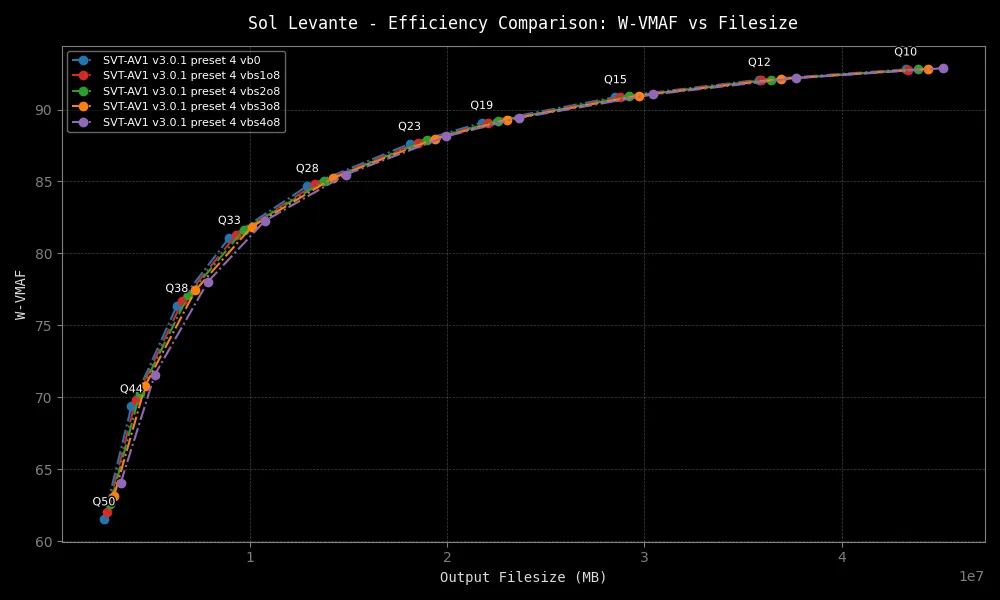 Sol Levante - Efficiency Comparison: W-VMAF vs Filesize
SVT-AV1 v3.0.1 preset 4 vb0
SVT-AV1 v3.0.1 preset 4 vbs1o8
SVT-AV1 v3.0.1 preset 4 vbs2o8
SVT-AV1 v3.0.1 preset 4 vbs3o8
SVT-AV1 v3.0.1 preset 4 vbs4o8
Q10
Q12
Q15
Q19
Q23
Q28
Q33
Q38
Q44
Q50
90
85
80
75
70
65
60
W-VMAF
1 2 3 4
1e7
Output Filesize (MB)